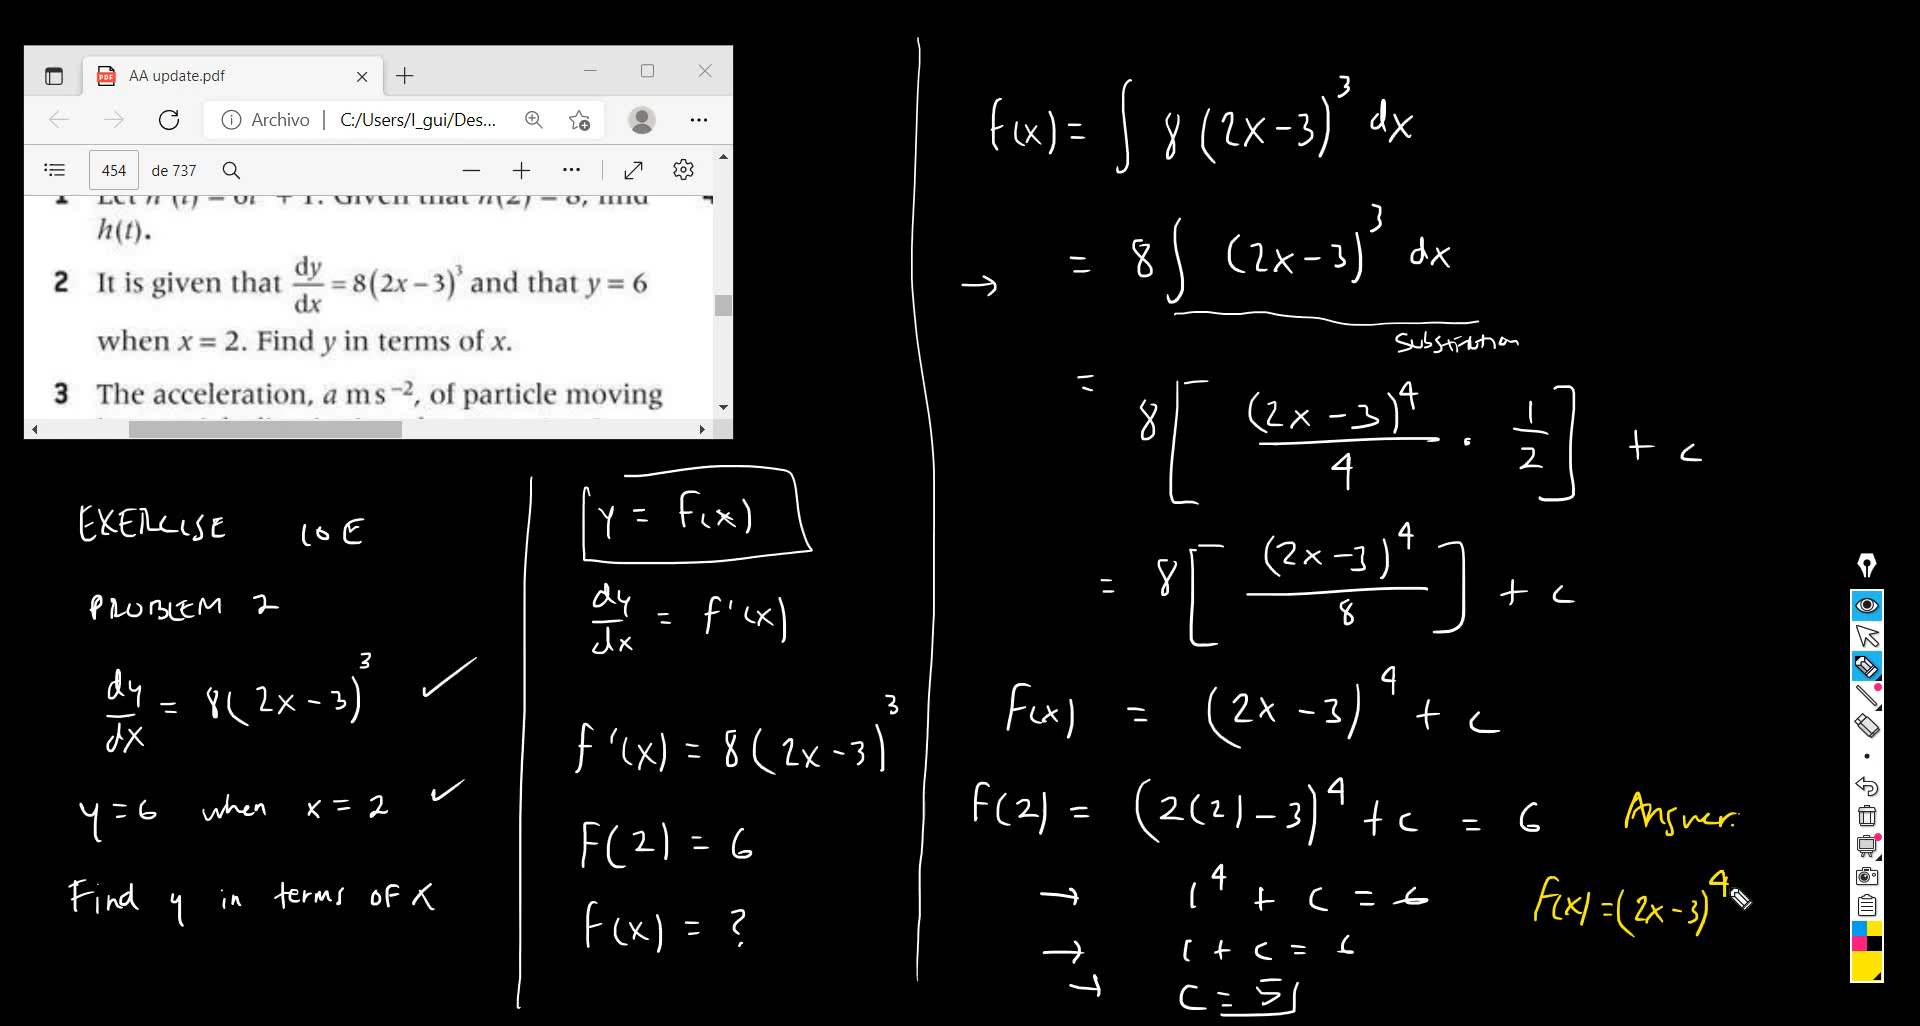 AA update.pdf
Archivo | C:/Users/l_gui/Des...
454 de 737
h(t).
2 It is given that dy/dx = 8(2x – 3)³ and that y = 6
when x = 2. Find y in terms of x.
3 The acceleration, a m s⁻², of particle moving
EXERCISE 10E
PROBLEM 2
dy/dx = 8(2x-3)³ ✓
y=6 when x=2 ✓
Find y in terms of x
y = F(x)
dy/dx = f'(x)
f'(x) = 8(2x-3)³
F(2) = 6
F(x) = ?
f(x) = ∫ 8(2x-3)³ dx
→ = 8∫ (2x-3)³ dx
= 8[(2x-3)⁴/4 · 1/2] + c
= 8[(2x-3)⁴/8] + c
F(x) = (2x-3)⁴ + c
F(2) = (2(2)-3)⁴ + c = 6
→ 1⁴ + c = 6
→ 1 + c = 6
Answer:
F(x) = (2x-3)⁴